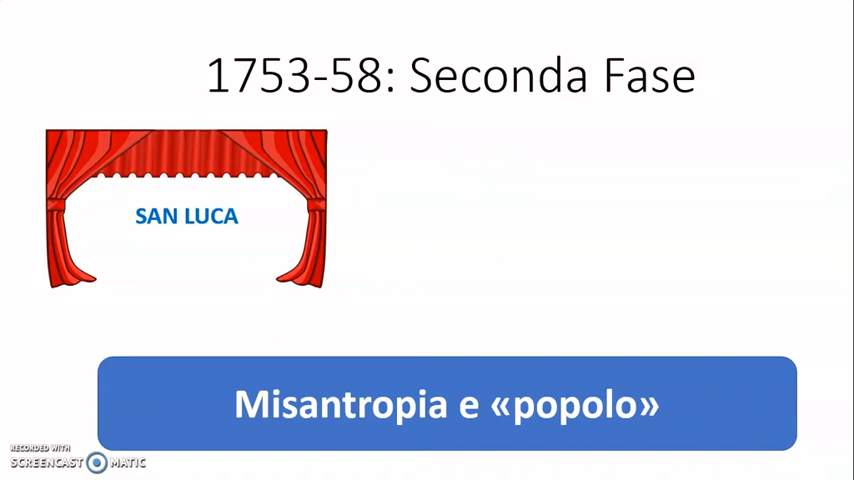 1753-58: Seconda Fase
SAN LUCA
Misantropia e «popolo»
RECORDED WITH
SCREENCAST MATIC